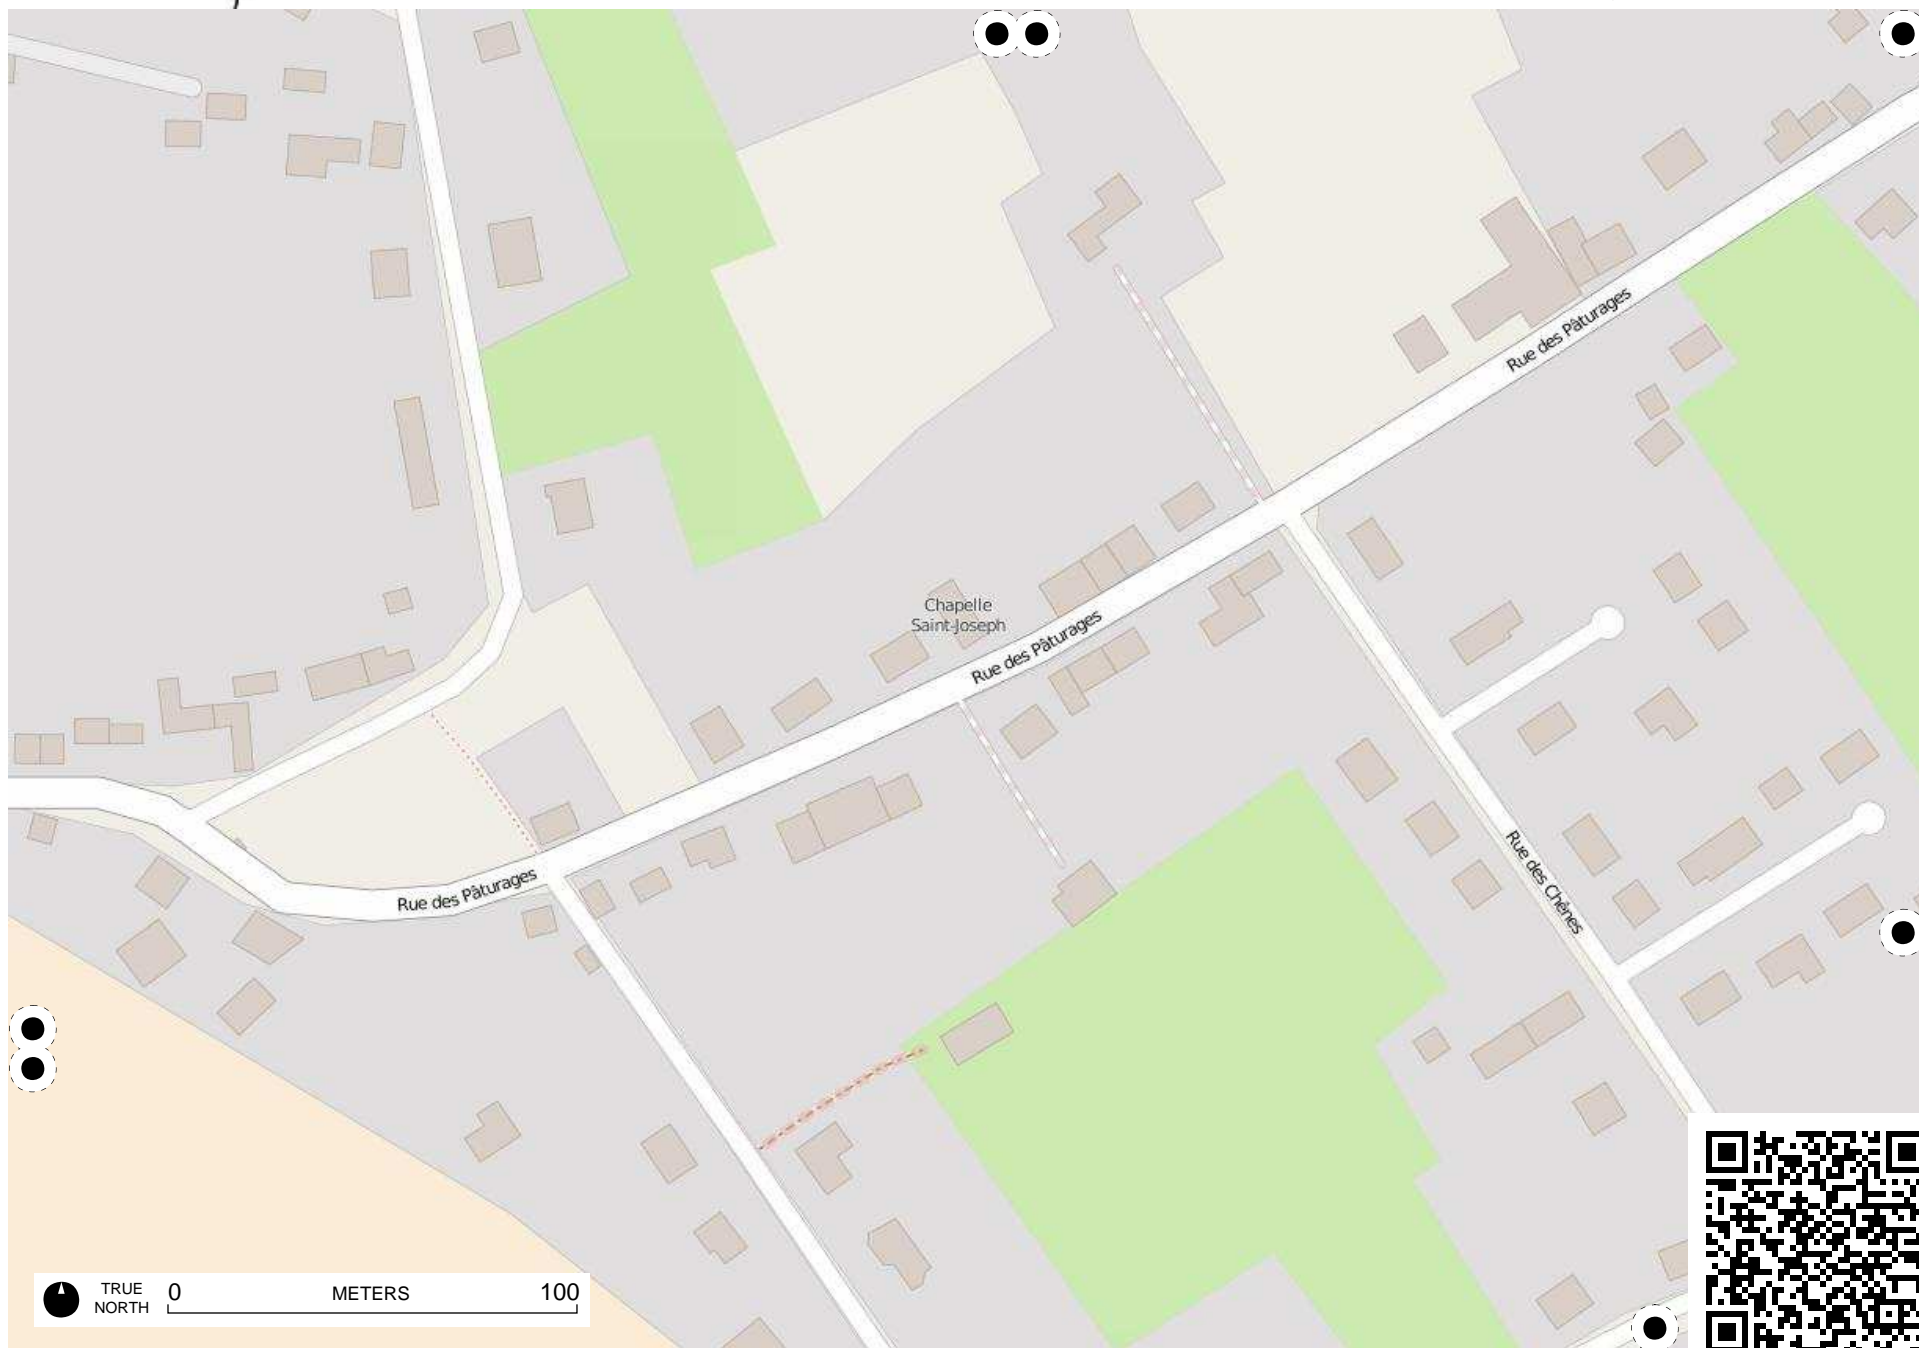 Rue des Pâturages
Chapelle
Saint-Joseph
Rue des Pâturages
Rue des Pâturages
Rue des Chênes
TRUE
NORTH
0
METERS
100